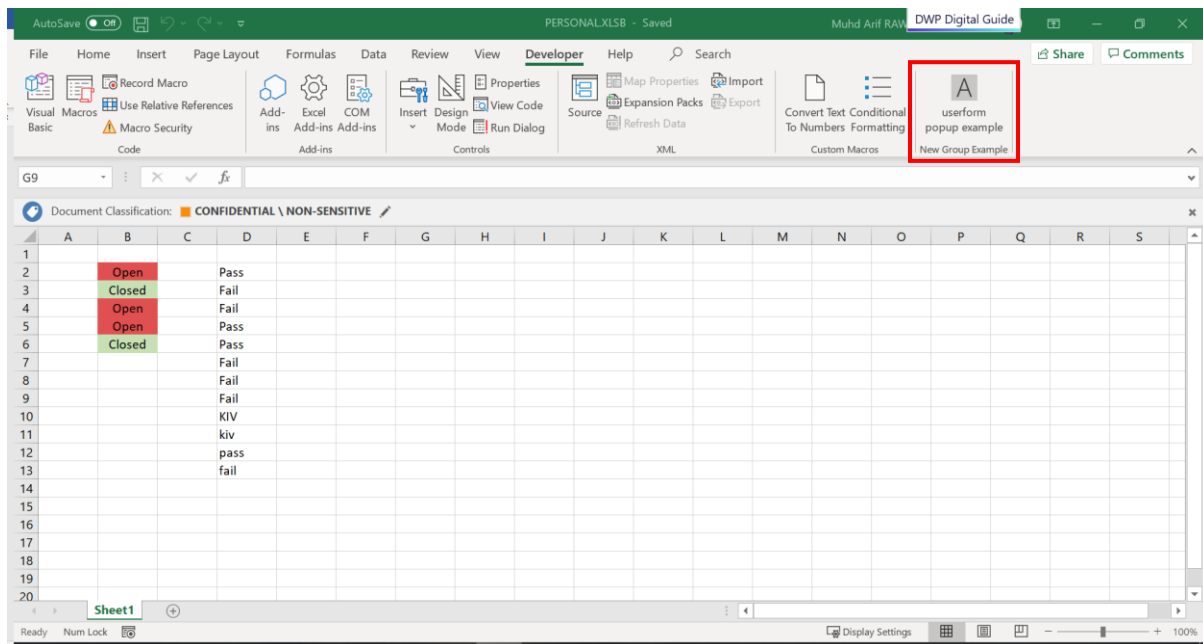 AutoSave Off PERSONAL.XLSB - Saved Muhd Arif RAW DWP Digital Guide
File Home Insert Page Layout Formulas Data Review View Developer Help Search Share Comments
Visual Basic
Macros
Record Macro
Use Relative References
Macro Security
Code
Add-ins
Excel Add-ins
COM Add-ins
Add-ins
Insert
Design Mode
Properties
View Code
Run Dialog
Controls
Source
Map Properties
Expansion Packs
Refresh Data
Import
Export
XML
Convert Text To Numbers
Conditional Formatting
Custom Macros
A
userform
popup example
New Group Example
G9 fx
Document Classification: CONFIDENTIAL \ NON-SENSITIVE
A B C D E F G H I J K L M N O P Q R S
1
2 Open Pass
3 Closed Fail
4 Open Fail
5 Open Pass
6 Closed Pass
7 Fail
8 Fail
9 Fail
10 KIV
11 kiv
12 pass
13 fail
14
15
16
17
18
19
20
Sheet1
Ready Num Lock Display Settings 100%